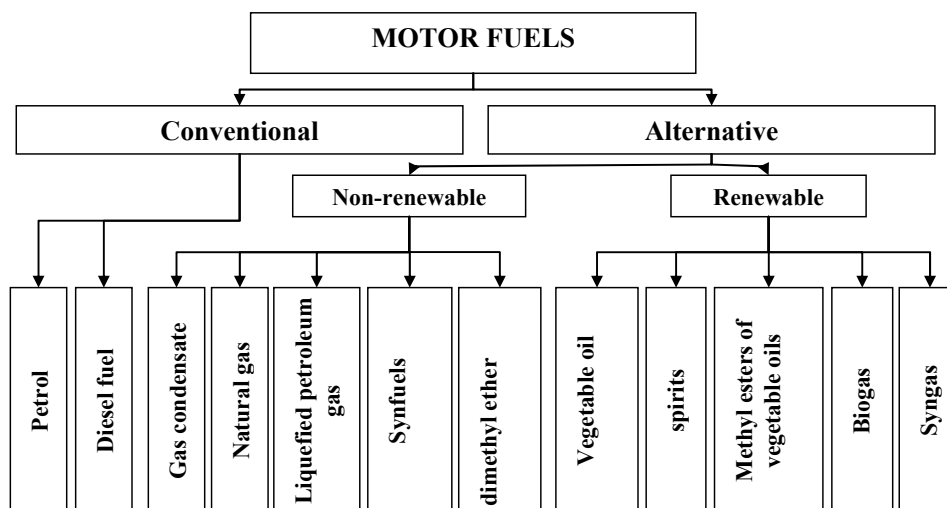 MOTOR FUELS
Conventional
Alternative
Non-renewable
Renewable
Petrol
Diesel fuel
Gas condensate
Natural gas
Liquefied petroleum
gas
Synfuels
dimethyl ether
Vegetable oil
spirits
Methyl esters of
vegetable oils
Biogas
Syngas